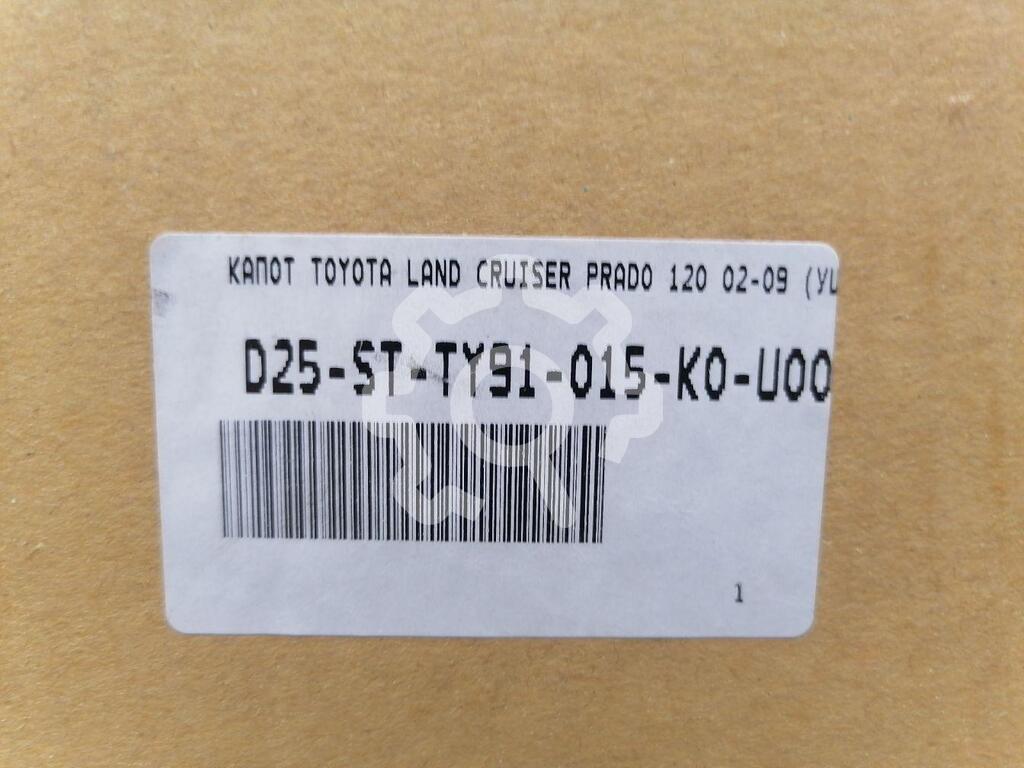 КАПОТ TOYOTA LAND CRUISER PRADO 120 02-09 (YU
D25-ST-TY91-015-K0-U00
1